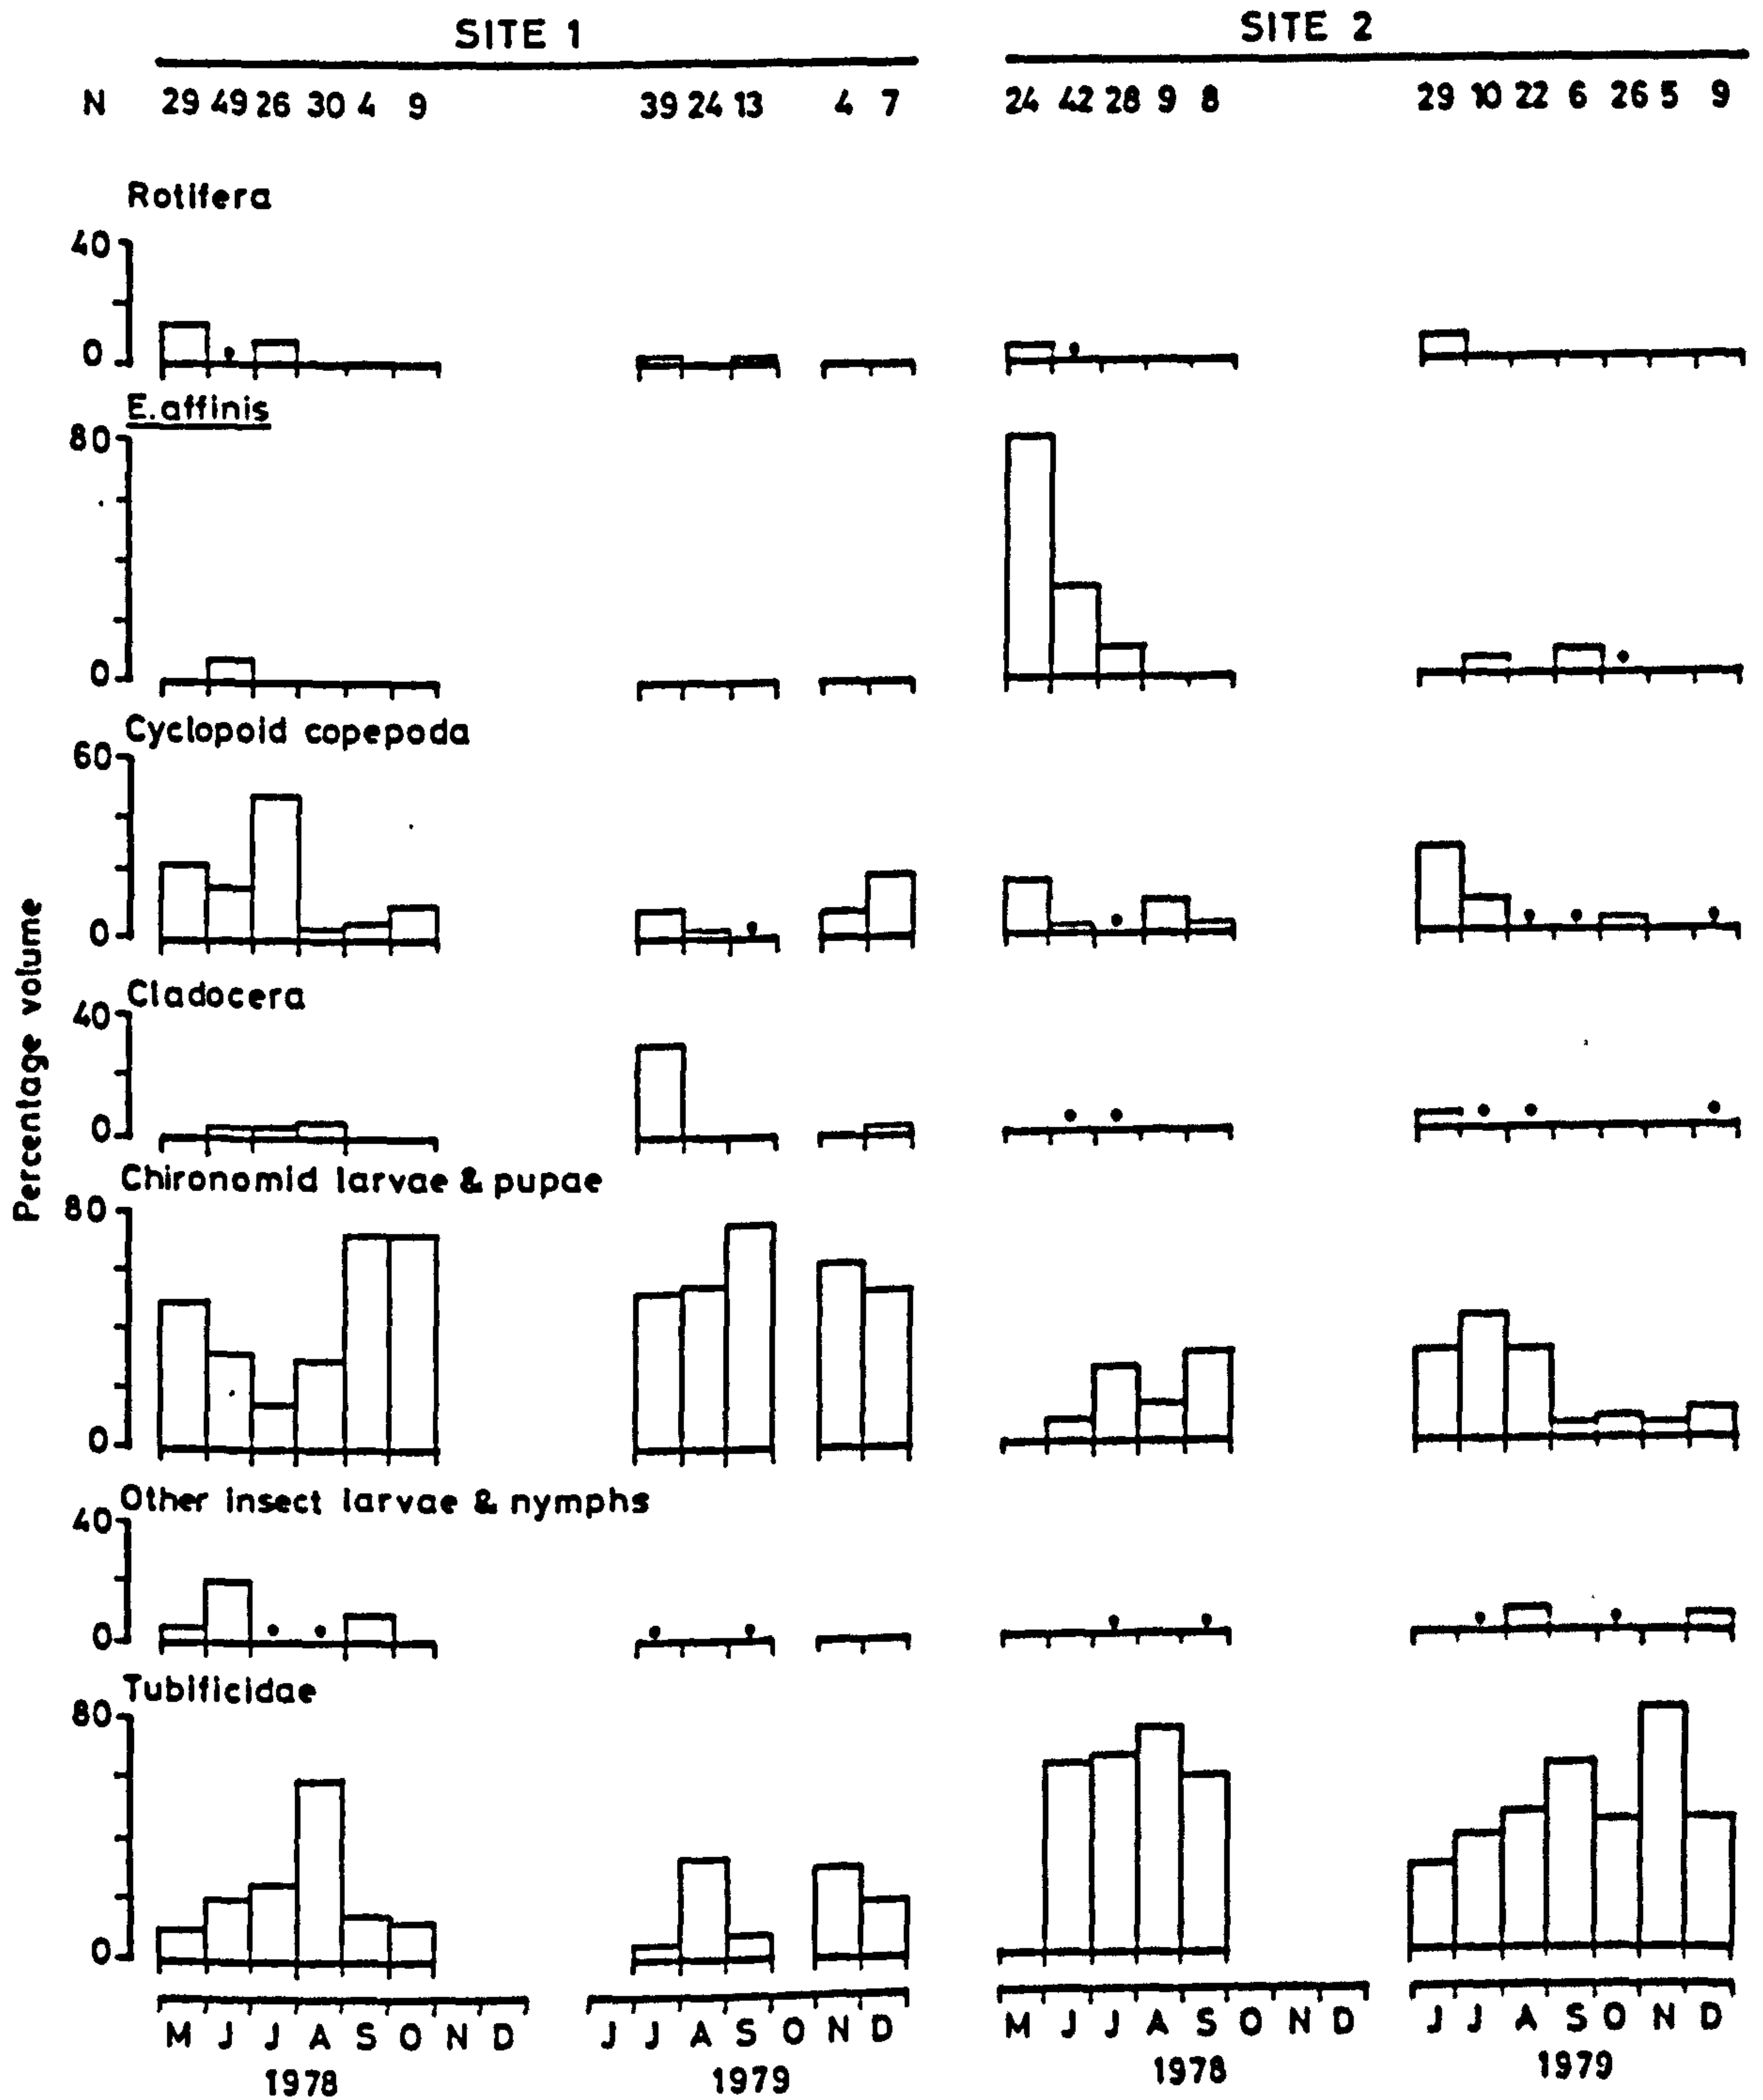 SITE 1 SITE 2
N 29 49 26 30 4 9 39 24 13 4 7 24 42 28 9 8 29 10 22 6 26 5 9
Rotifera
40
0
E.affinis
80
0
Cyclopoid copepoda
60
0
Cladocera
40
0
Percentage volume
Chironomid larvae & pupae
80
0
Other insect larvae & nymphs
40
0
Tubificidae
80
0
M J J A S O N D J J A S O N D M J J A S O N D J J A S O N D
1978 1979 1978 1979